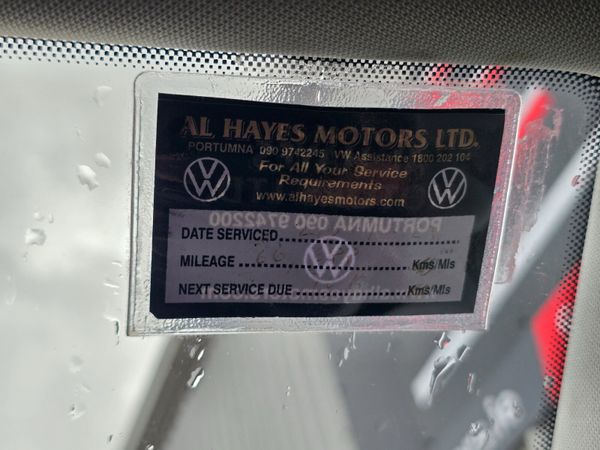 AL HAYES MOTORS LTD.
PORTUMNA 090 9742245 VW Assistance 1800 202 104
For All Your Service
Requirements
www.alhayesmotors.com
PORTUMNA 090 9742200
DATE SERVICED
MILEAGE Kms/Mls
NEXT SERVICE DUE Kms/Mls